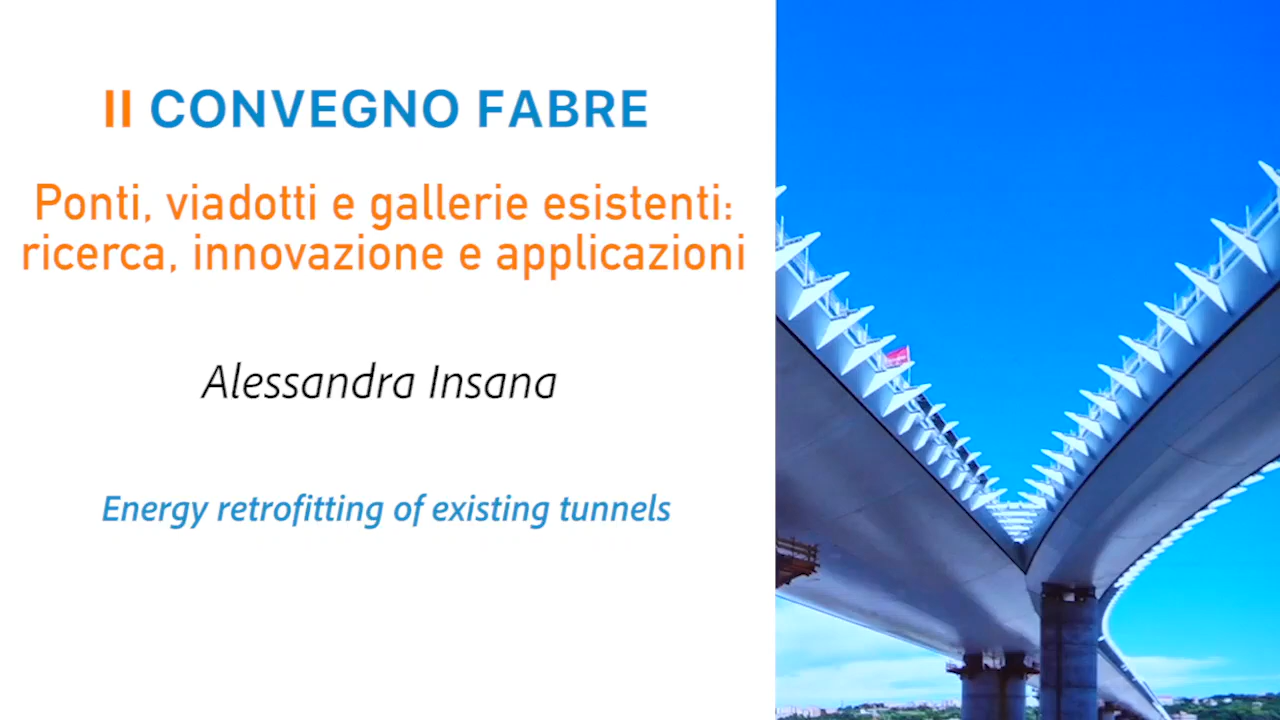 II CONVEGNO FABRE
Ponti, viadotti e gallerie esistenti:
ricerca, innovazione e applicazioni
Alessandra Insana
Energy retrofitting of existing tunnels